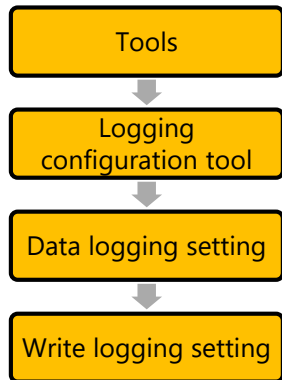 Tools
Logging
configuration tool
Data logging setting
Write logging setting